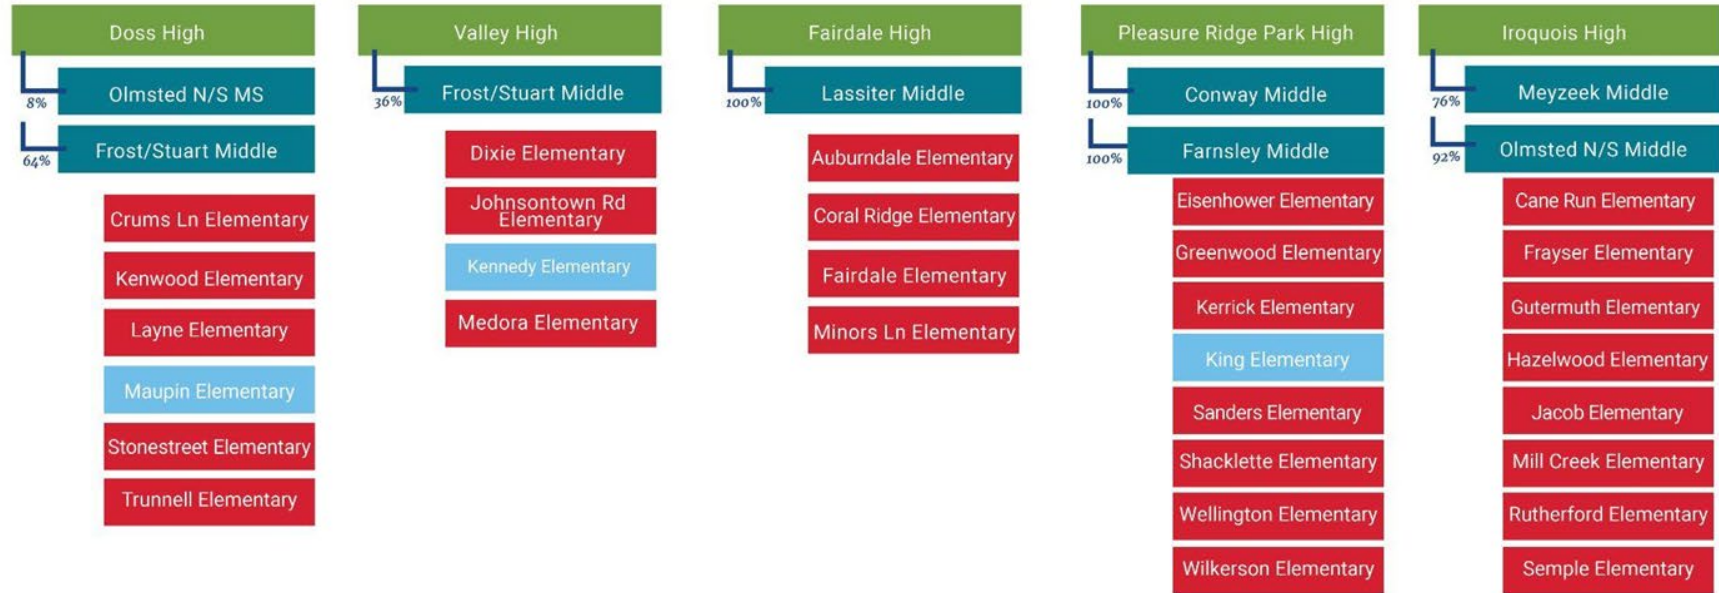 Doss High
8%
Olmsted N/S MS
64%
Frost/Stuart Middle
Crums Ln Elementary
Kenwood Elementary
Layne Elementary
Maupin Elementary
Stonestreet Elementary
Trunnell Elementary
Valley High
36%
Frost/Stuart Middle
Dixie Elementary
Johnsontown Rd
Elementary
Kennedy Elementary
Medora Elementary
Fairdale High
100%
Lassiter Middle
Auburndale Elementary
Coral Ridge Elementary
Fairdale Elementary
Minors Ln Elementary
Pleasure Ridge Park High
100%
Conway Middle
100%
Farnsley Middle
Eisenhower Elementary
Greenwood Elementary
Kerrick Elementary
King Elementary
Sanders Elementary
Shacklette Elementary
Wellington Elementary
Wilkerson Elementary
Iroquois High
76%
Meyzeek Middle
92%
Olmsted N/S Middle
Cane Run Elementary
Frayser Elementary
Gutermuth Elementary
Hazelwood Elementary
Jacob Elementary
Mill Creek Elementary
Rutherford Elementary
Semple Elementary